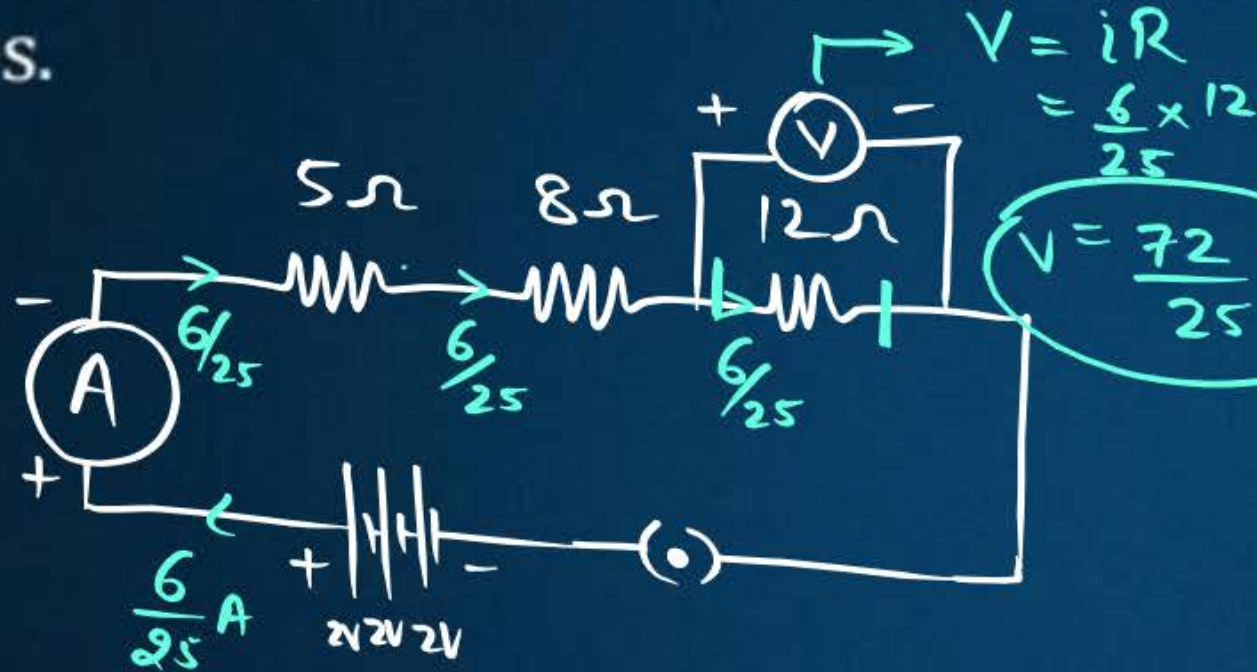 s.
V = iR
= 6/25 × 12
V = 72/25
+ V -
5Ω 8Ω 12Ω
-
A
+
6/25 6/25 6/25
6/25 A
+ -
2V 2V 2V